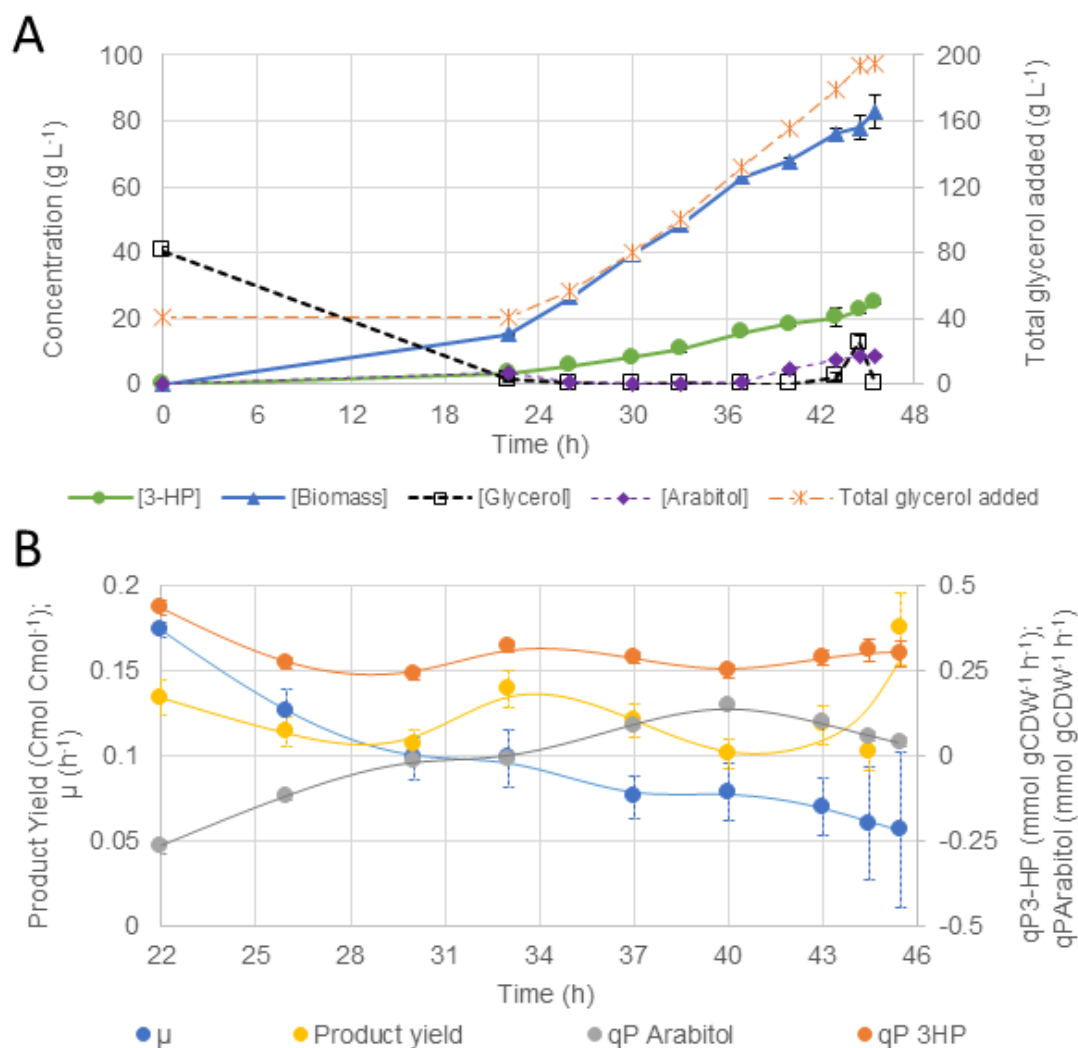 A
100
80
60
40
20
0
200
160
120
80
40
0
0 6 12 18 24 30 36 42 48
Concentration (g L⁻¹)
Total glycerol added (g L⁻¹)
Time (h)
[3-HP] [Biomass] [Glycerol] [Arabitol] Total glycerol added
B
0.2
0.15
0.1
0.05
0
0.5
0.25
0
-0.25
-0.5
22 25 28 31 34 37 40 43 46
Product Yield (Cmol Cmol⁻¹);
µ (h⁻¹)
qP3-HP (mmol gCDW⁻¹ h⁻¹);
qPArabitol (mmol gCDW⁻¹ h⁻¹)
Time (h)
µ Product yield qP Arabitol qP 3HP